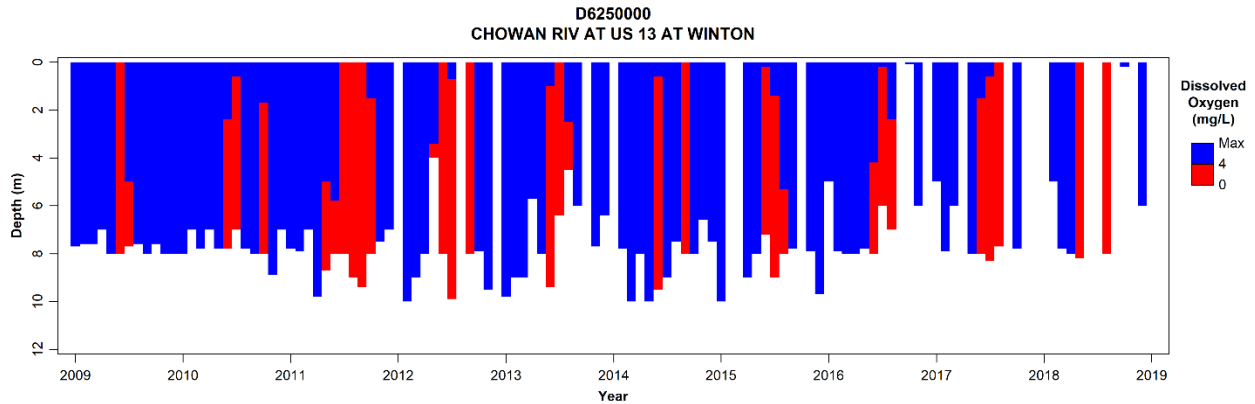 D6250000
CHOWAN RIV AT US 13 AT WINTON
Depth (m)
0
2
4
6
8
10
12
2009 2010 2011 2012 2013 2014 2015 2016 2017 2018 2019
Year
Dissolved
Oxygen
(mg/L)
Max
4
0